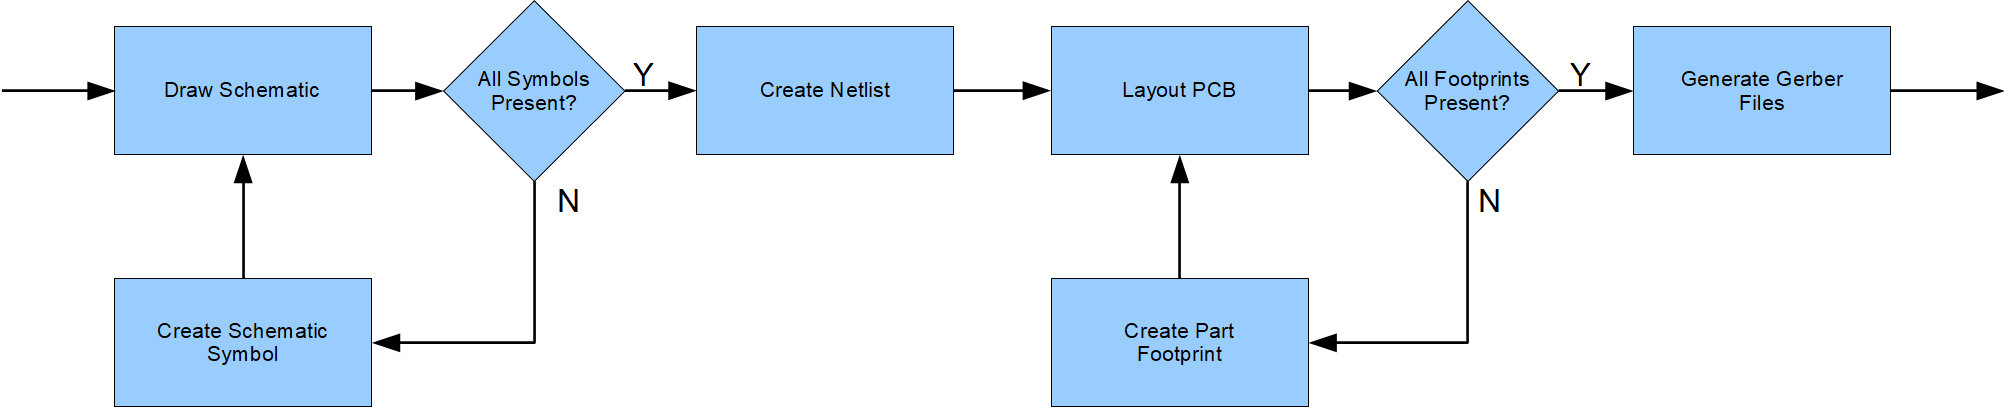 Draw Schematic
All Symbols
Present?
Y
N
Create Schematic
Symbol
Create Netlist
Layout PCB
All Footprints
Present?
Y
N
Create Part
Footprint
Generate Gerber
Files